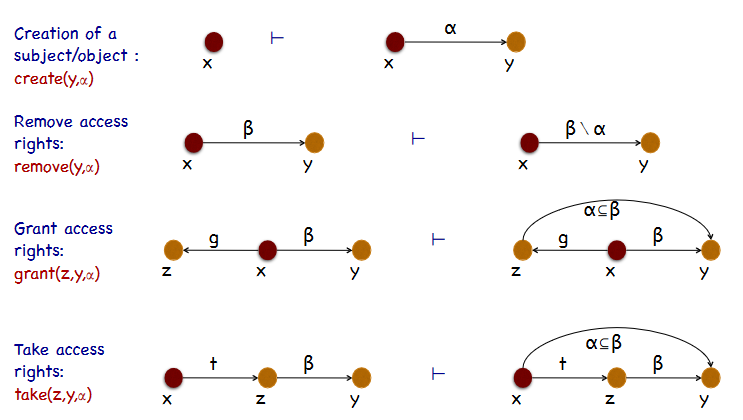 Creation of a
subject/object :
create(y,α)
x
⊢
α
x y
Remove access
rights:
remove(y,α)
β
x y
⊢
β \ α
x y
Grant access
rights:
grant(z,y,α)
g β
z x y
⊢
α⊆β
g β
z x y
Take access
rights:
take(z,y,α)
t β
x z y
⊢
α⊆β
t β
x z y